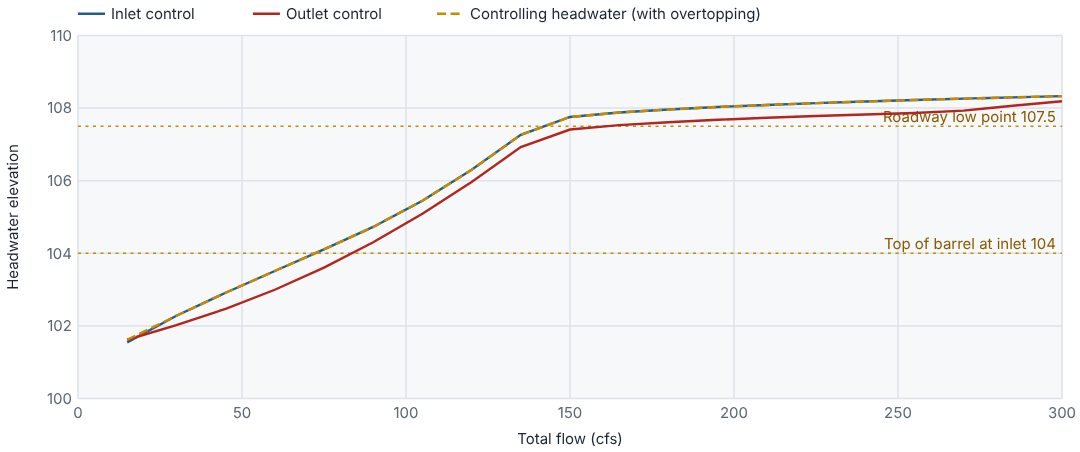 Inlet control
Outlet control
Controlling headwater (with overtopping)
110
108
106
104
102
100
Headwater elevation
Roadway low point 107.5
Top of barrel at inlet 104
0
50
100
150
200
250
300
Total flow (cfs)